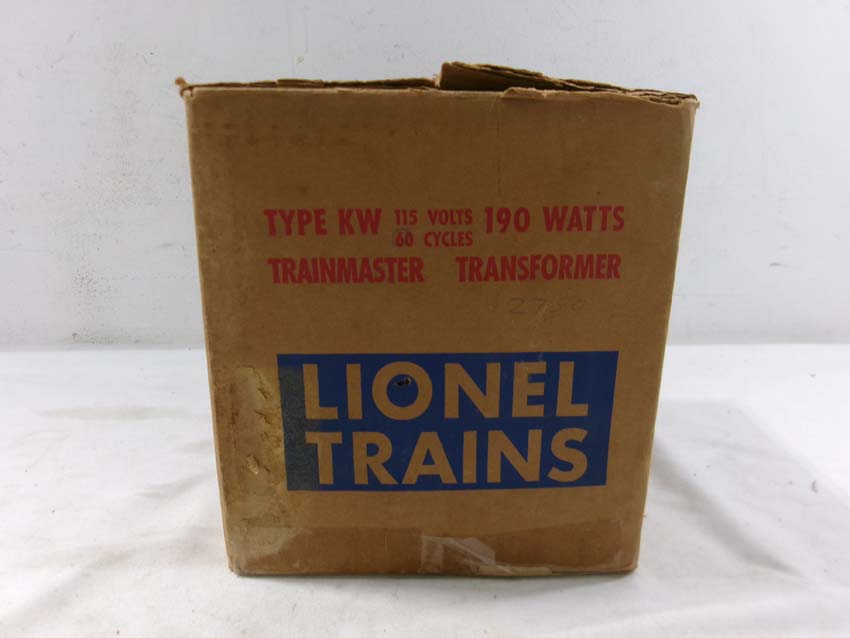 TYPE KW 115 VOLTS 190 WATTS
60 CYCLES
TRAINMASTER TRANSFORMER
LIONEL
TRAINS